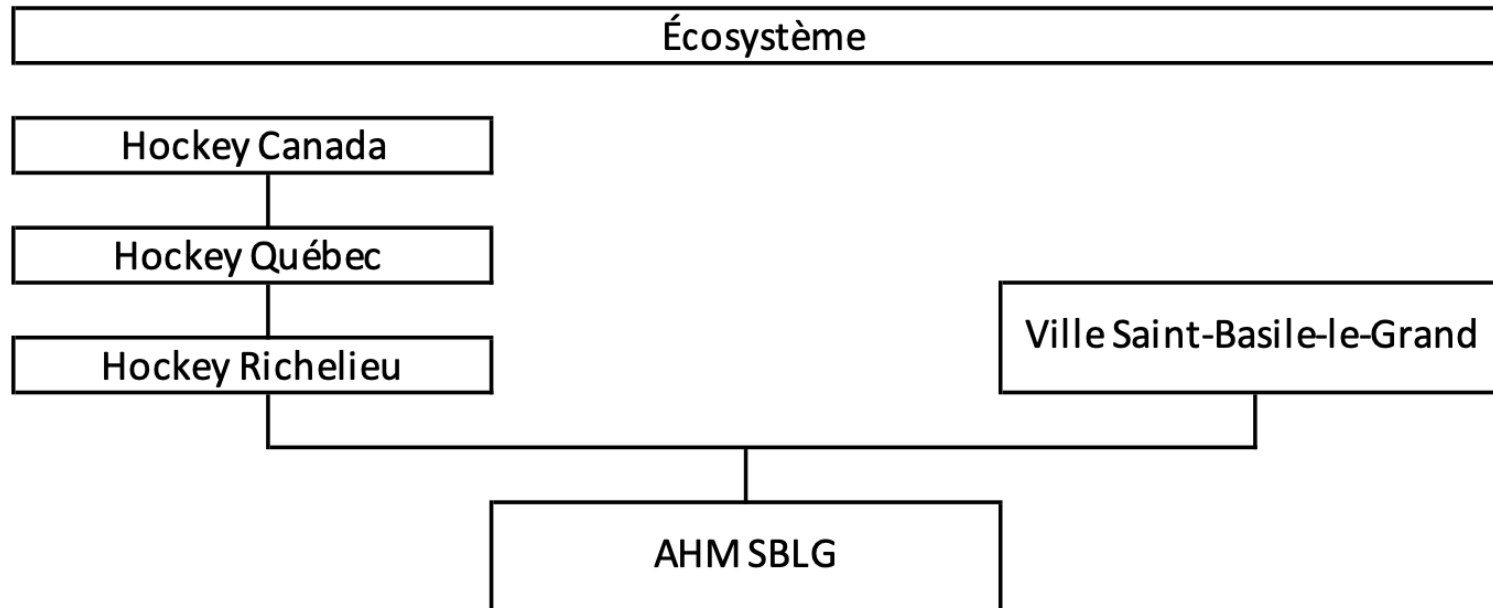 Écosystème
Hockey Canada
Hockey Québec
Hockey Richelieu
Ville Saint-Basile-le-Grand
AHM SBLG